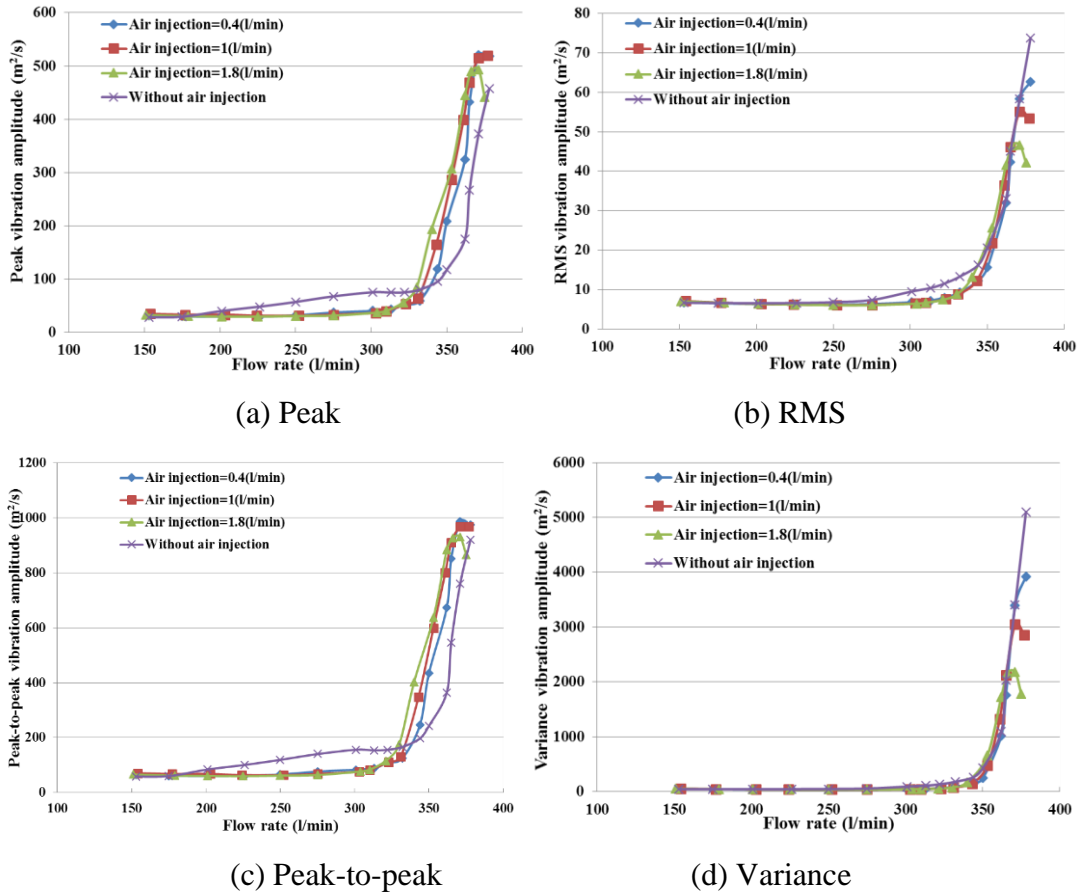 Peak vibration amplitude (m²/s)
600
500
400
300
200
100
0
100 150 200 250 300 350 400
Flow rate (l/min)
Air injection=0.4(l/min)
Air injection=1(l/min)
Air injection=1.8(l/min)
Without air injection
(a) Peak
RMS vibration amplitude (m²/s)
80
70
60
50
40
30
20
10
0
100 150 200 250 300 350 400
Flow rate (l/min)
Air injection=0.4(l/min)
Air injection=1(l/min)
Air injection=1.8(l/min)
Without air injection
(b) RMS
Peak-to-peak vibration amplitude (m²/s)
1200
1000
800
600
400
200
0
100 150 200 250 300 350 400
Flow rate (l/min)
Air injection=0.4(l/min)
Air injection=1(l/min)
Air injection=1.8(l/min)
Without air injection
(c) Peak-to-peak
Variance vibration amplitude (m²/s)
6000
5000
4000
3000
2000
1000
0
100 150 200 250 300 350 400
Flow rate (l/min)
Air injection=0.4(l/min)
Air injection=1(l/min)
Air injection=1.8(l/min)
Without air injection
(d) Variance